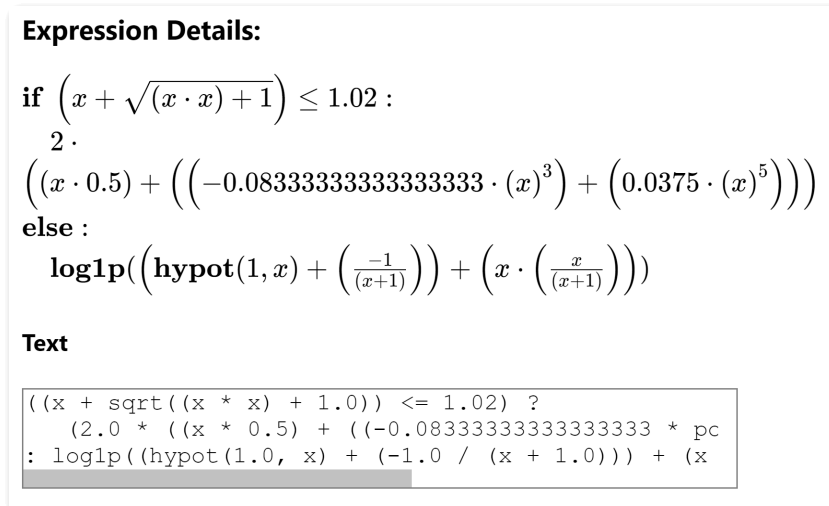 Expression Details:
if (x + √((x · x) + 1)) ≤ 1.02 :
2 ·
((x · 0.5) + ((−0.08333333333333333 · (x)^3) + (0.0375 · (x)^5)))
else :
log1p((hypot(1, x) + (−1/(x+1))) + (x · (x/(x+1))))
Text
((x + sqrt((x * x) + 1.0)) <= 1.02) ?
(2.0 * ((x * 0.5) + ((-0.08333333333333333 * pc
: log1p((hypot(1.0, x) + (-1.0 / (x + 1.0))) + (x